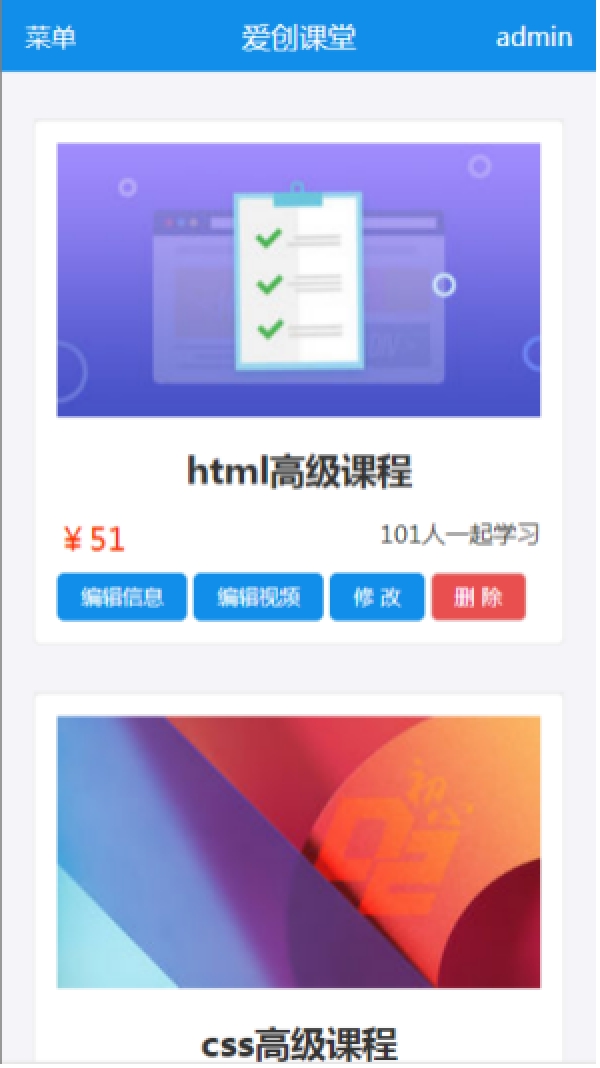 菜单 爱创课堂 admin
html高级课程
¥ 51 101人一起学习
编辑信息 编辑视频 修 改 删 除
初心
css高级课程